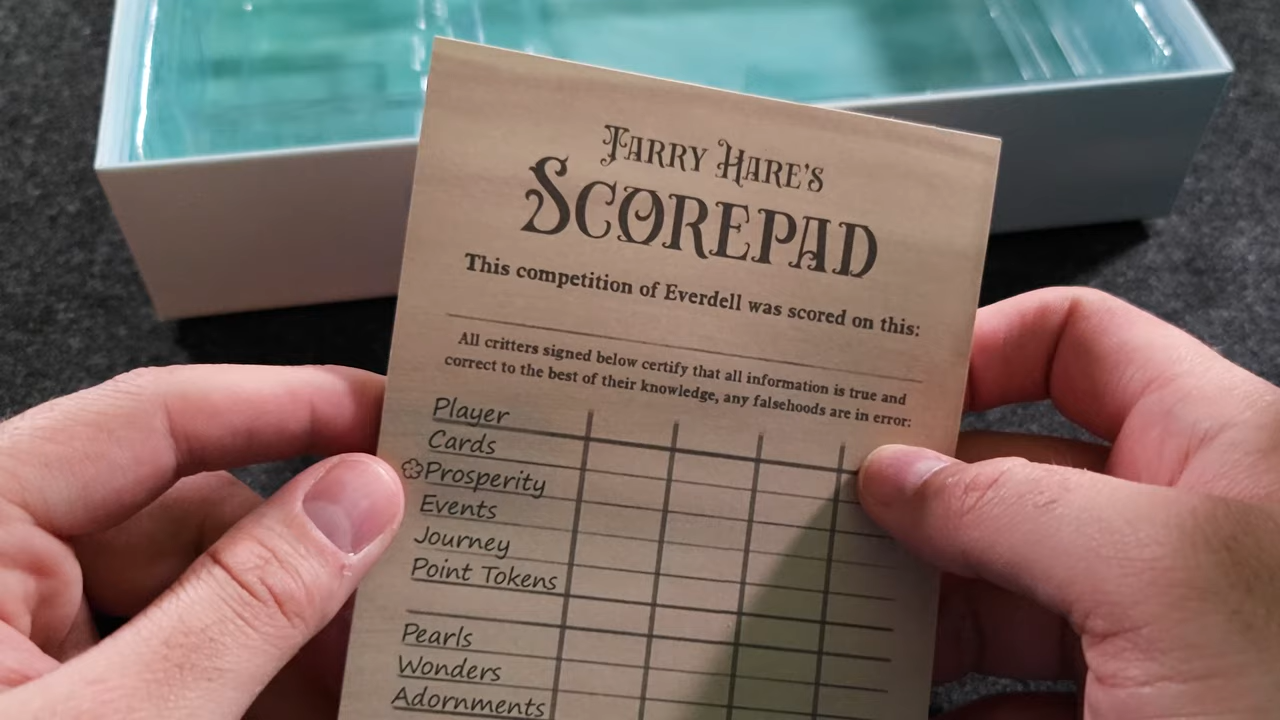 Tarry Hare's
Scorepad
This competition of Everdell was scored on this:
All critters signed below certify that all information is true and
correct to the best of their knowledge, any falsehoods are in error:
Player
Cards
Prosperity
Events
Journey
Point Tokens
Pearls
Wonders
Adornments